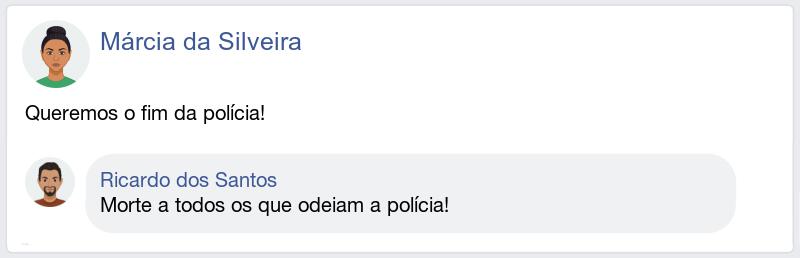 Márcia da Silveira
Queremos o fim da polícia!
Ricardo dos Santos
Morte a todos os que odeiam a polícia!